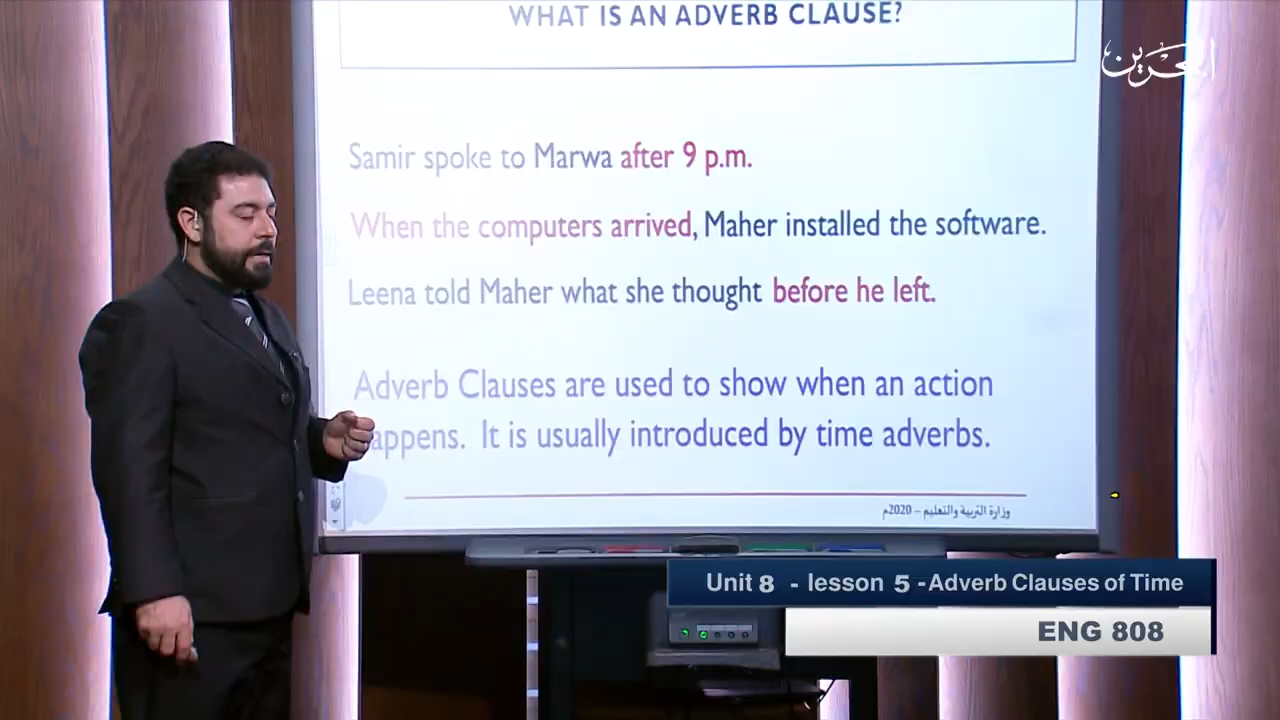 WHAT IS AN ADVERB CLAUSE?
البحرين
Samir spoke to Marwa after 9 p.m.
When the computers arrived, Maher installed the software.
Leena told Maher what she thought before he left.
Adverb Clauses are used to show when an action
appens. It is usually introduced by time adverbs.
وزارة التربية والتعليم – 2020م
Unit 8 - lesson 5 -Adverb Clauses of Time
ENG 808